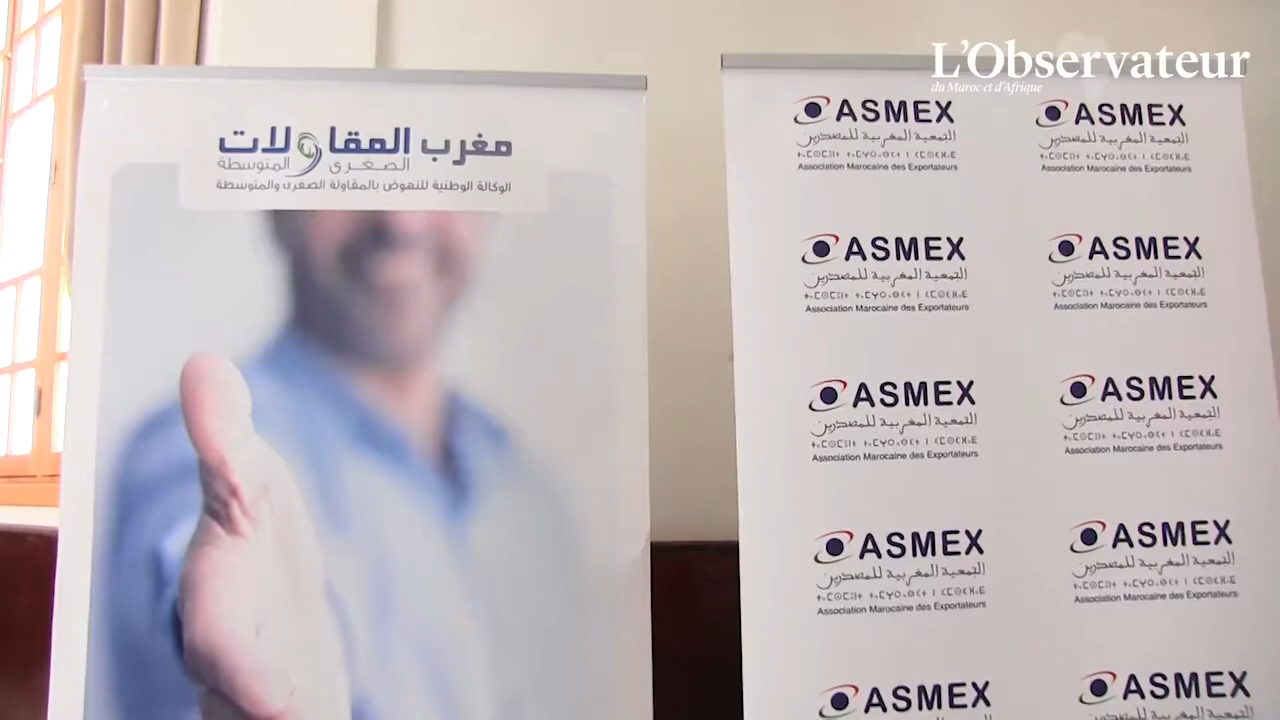 L'Observateur
du Maroc et d'Afrique
مغرب المقاولات
الصغرى والمتوسطة
الوكالة الوطنية للنهوض بالمقاولة الصغرى والمتوسطة
ASMEX
الجمعية المغربية للمصدرين
Association Marocaine des Exportateurs
ASMEX
الجمعية المغربية للمصدرين
Association Marocaine des Exportateurs
ASMEX
الجمعية المغربية للمصدرين
Association Marocaine des Exportateurs
ASMEX
الجمعية المغربية للمصدرين
Association Marocaine des Exportateurs
ASMEX
الجمعية المغربية للمصدرين
Association Marocaine des Exportateurs
ASMEX
الجمعية المغربية للمصدرين
Association Marocaine des Exportateurs
ASMEX
الجمعية المغربية للمصدرين
Association Marocaine des Exportateurs
ASMEX
الجمعية المغربية للمصدرين
Association Marocaine des Exportateurs
ASMEX
ASMEX